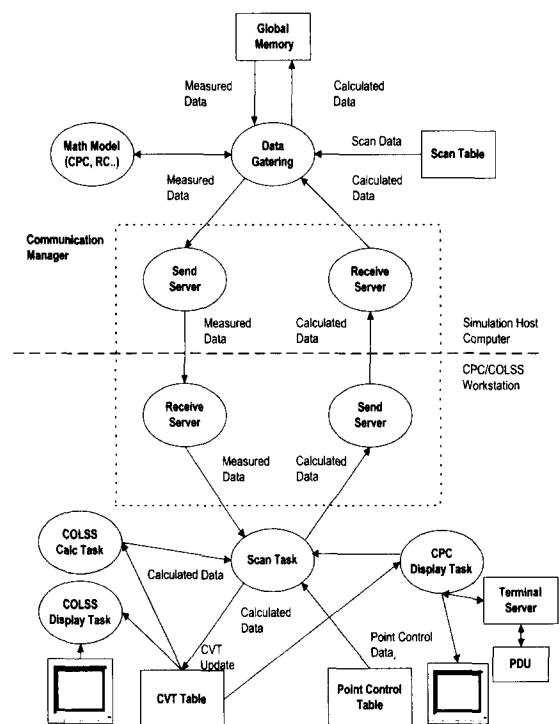 Global
Memory
Measured
Data
Calculated
Data
Math Model
(CPC, RC..)
Data
Gatering
Scan Data
Scan Table
Measured
Data
Calculated
Data
Communication
Manager
Send
Server
Receive
Server
Measured
Data
Calculated
Data
Simulation Host
Computer
CPC/COLSS
Workstation
Receive
Server
Send
Server
Measured
Data
Calculated
Data
COLSS
Calc Task
Scan Task
CPC
Display Task
Calculated Data
COLSS
Display Task
Calculated
Data
Terminal
Server
CVT
Update
Point Control
Data,
PDU
CVT Table
Point Control
Table